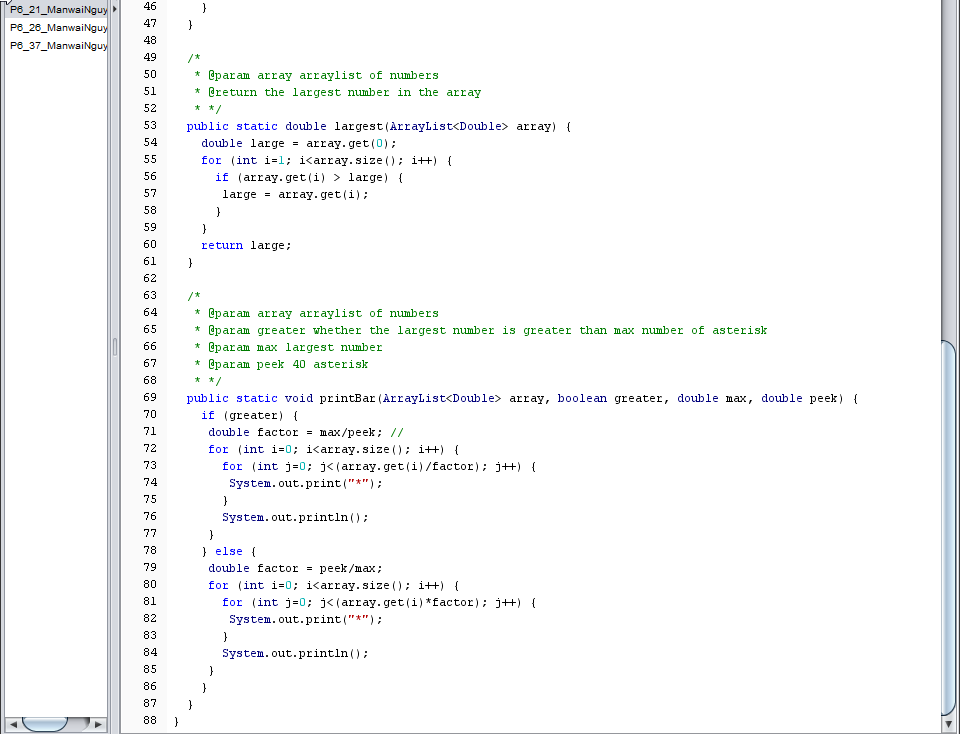 P6_21_ManwaiNguy
P6_26_ManwaiNguy
P6_37_ManwaiNguy
46 }
47 }
48
49 /*
50 * @param array arraylist of numbers
51 * @return the largest number in the array
52 * */
53 public static double largest(ArrayList<Double> array) {
54 double large = array.get(0);
55 for (int i=1; i<array.size(); i++) {
56 if (array.get(i) > large) {
57 large = array.get(i);
58 }
59 }
60 return large;
61 }
62
63 /*
64 * @param array arraylist of numbers
65 * @param greater whether the largest number is greater than max number of asterisk
66 * @param max largest number
67 * @param peek 40 asterisk
68 * */
69 public static void printBar(ArrayList<Double> array, boolean greater, double max, double peek) {
70 if (greater) {
71 double factor = max/peek; //
72 for (int i=0; i<array.size(); i++) {
73 for (int j=0; j<(array.get(i)/factor); j++) {
74 System.out.print("*");
75 }
76 System.out.println();
77 }
78 } else {
79 double factor = peek/max;
80 for (int i=0; i<array.size(); i++) {
81 for (int j=0; j<(array.get(i)*factor); j++) {
82 System.out.print("*");
83 }
84 System.out.println();
85 }
86 }
87 }
88 }